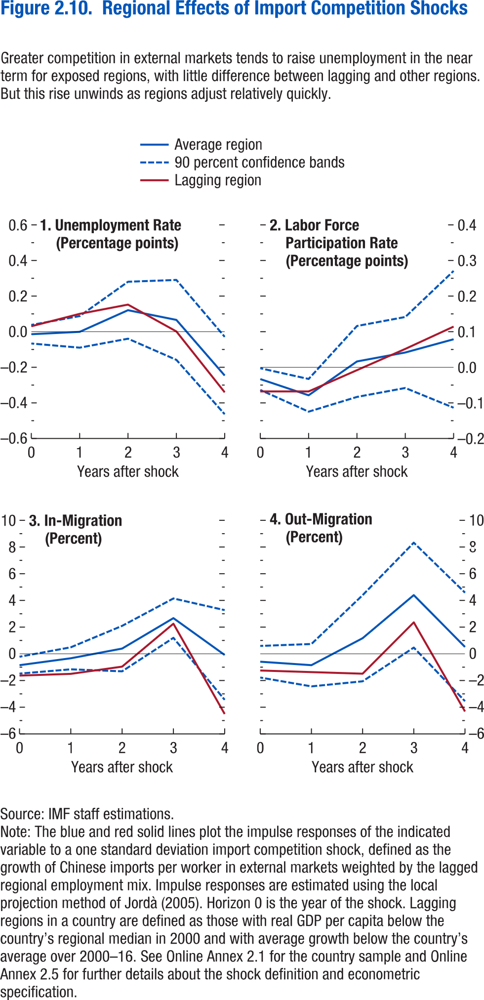 Figure 2.10.  Regional Effects of Import Competition Shocks
Greater competition in external markets tends to raise unemployment in the near
term for exposed regions, with little difference between lagging and other regions.
But this rise unwinds as regions adjust relatively quickly.
Average region
90 percent confidence bands
Lagging region
1. Unemployment Rate
(Percentage points)
0.6
0.4
0.2
0.0
–0.2
–0.4
–0.6
0 1 2 3 4
Years after shock
2. Labor Force
Participation Rate
(Percentage points)
0.4
0.3
0.2
0.1
0.0
–0.1
–0.2
0 1 2 3 4
Years after shock
3. In-Migration
(Percent)
10
8
6
4
2
0
–2
–4
–6
0 1 2 3 4
Years after shock
4. Out-Migration
(Percent)
10
8
6
4
2
0
–2
–4
–6
0 1 2 3 4
Years after shock
Source: IMF staff estimations.
Note: The blue and red solid lines plot the impulse responses of the indicated
variable to a one standard deviation import competition shock, defined as the
growth of Chinese imports per worker in external markets weighted by the lagged
regional employment mix. Impulse responses are estimated using the local
projection method of Jordà (2005). Horizon 0 is the year of the shock. Lagging
regions in a country are defined as those with real GDP per capita below the
country’s regional median in 2000 and with average growth below the country’s
average over 2000–16. See Online Annex 2.1 for the country sample and Online
Annex 2.5 for further details about the shock definition and econometric
specification.